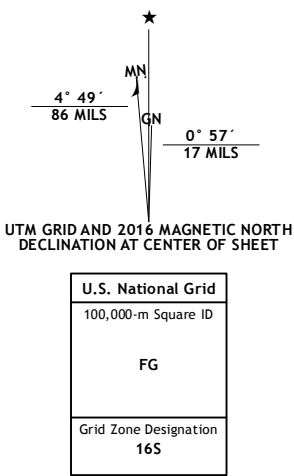 ★
MN.
GN
4° 49´
86 MILS
0° 57´
17 MILS
UTM GRID AND 2016 MAGNETIC NORTH
DECLINATION AT CENTER OF SHEET
U.S. National Grid
100,000-m Square ID
FG
Grid Zone Designation
16S